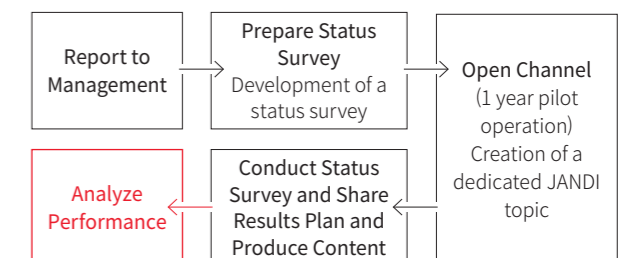 Report to
Management
Prepare Status
Survey
Development of a
status survey
Open Channel
(1 year pilot
operation)
Creation of a
dedicated JANDI
topic
Conduct Status
Survey and Share
Results Plan and
Produce Content
Analyze
Performance